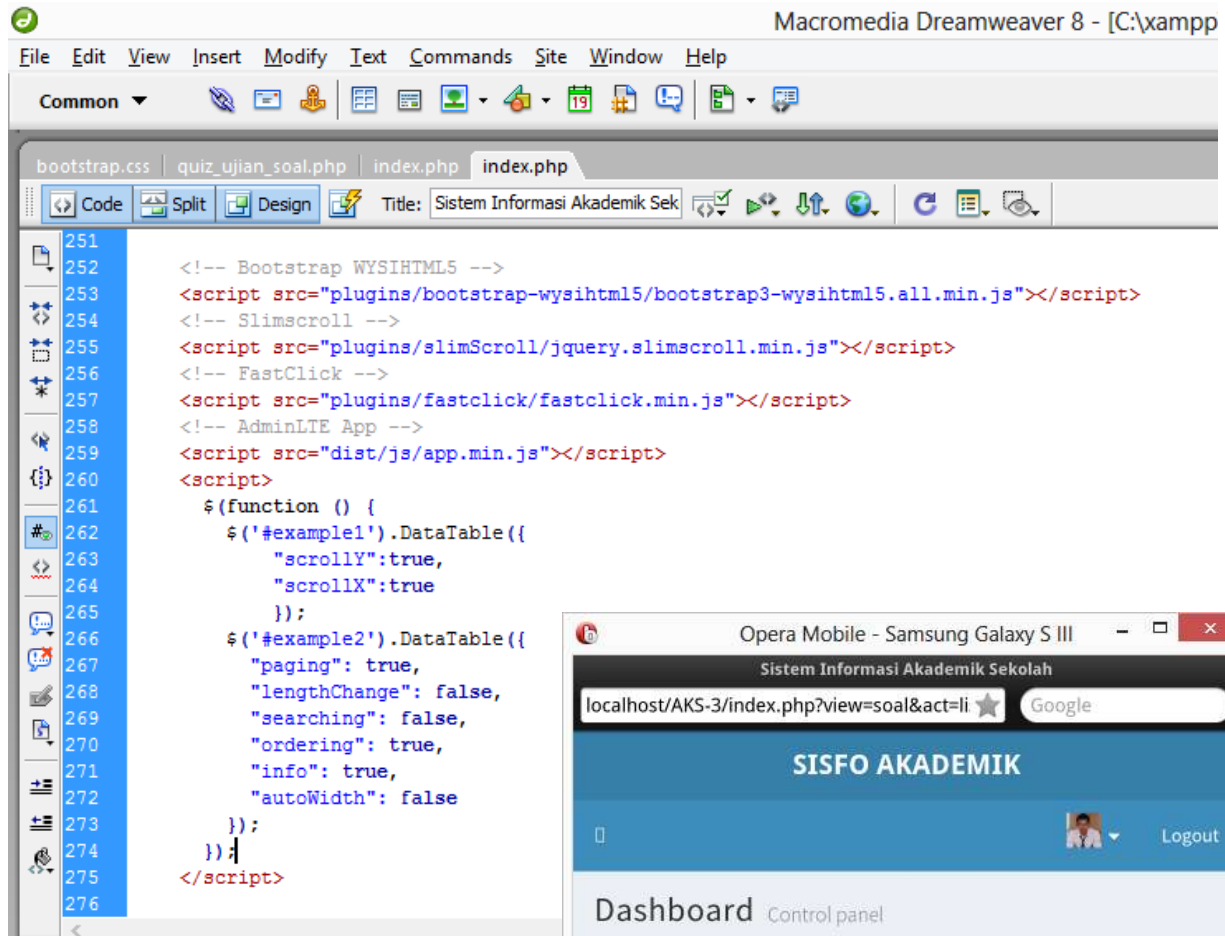 Macromedia Dreamweaver 8 - [C:\xampp
File Edit View Insert Modify Text Commands Site Window Help
Common
bootstrap.css quiz_ujian_soal.php index.php index.php
Code Split Design Title: Sistem Informasi Akademik Sek
251
252 <!-- Bootstrap WYSIHTML5 -->
253 <script src="plugins/bootstrap-wysihtml5/bootstrap3-wysihtml5.all.min.js"></script>
254 <!-- Slimscroll -->
255 <script src="plugins/slimScroll/jquery.slimscroll.min.js"></script>
256 <!-- FastClick -->
257 <script src="plugins/fastclick/fastclick.min.js"></script>
258 <!-- AdminLTE App -->
259 <script src="dist/js/app.min.js"></script>
260 <script>
261 $(function () {
262 $('#example1').DataTable({
263 "scrollY":true,
264 "scrollX":true
265 });
266 $('#example2').DataTable({
267 "paging": true,
268 "lengthChange": false,
269 "searching": false,
270 "ordering": true,
271 "info": true,
272 "autoWidth": false
273 });
274 });
275 </script>
276
Opera Mobile - Samsung Galaxy S III
Sistem Informasi Akademik Sekolah
localhost/AKS-3/index.php?view=soal&act=li
Google
SISFO AKADEMIK
Logout
Dashboard Control panel